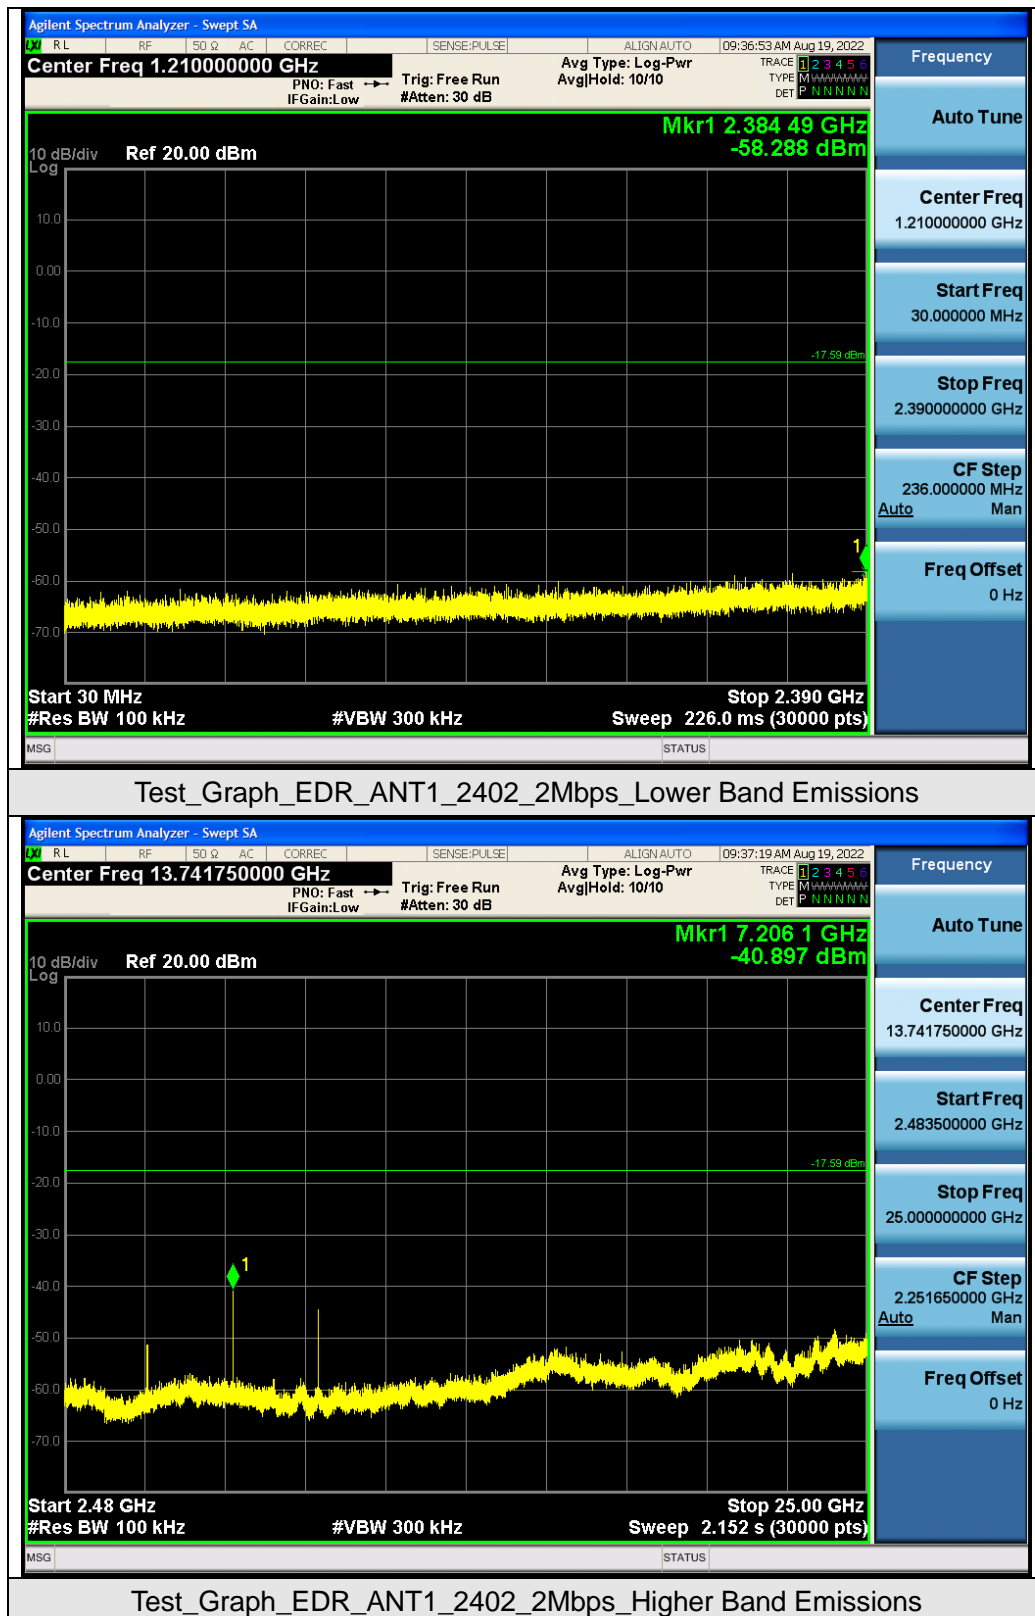 Agilent Spectrum Analyzer - Swept SA
LXI RL RF 50 Ω AC CORREC SENSE:PULSE ALIGN AUTO 09:36:53 AM Aug 19, 2022
Center Freq 1.210000000 GHz
PNO: Fast
IFGain:Low
Trig: Free Run
#Atten: 30 dB
Avg Type: Log-Pwr
Avg|Hold: 10/10
TRACE 1 2 3 4 5 6
TYPE M W W W W W
DET P N N N N N
Mkr1 2.384 49 GHz
-58.288 dBm
10 dB/div Ref 20.00 dBm
Log
10.0
0.00
-10.0
-17.59 dBm
-20.0
-30.0
-40.0
-50.0
1
-60.0
-70.0
Start 30 MHz Stop 2.390 GHz
#Res BW 100 kHz #VBW 300 kHz Sweep 226.0 ms (30000 pts)
MSG STATUS
Frequency
Auto Tune
Center Freq
1.210000000 GHz
Start Freq
30.000000 MHz
Stop Freq
2.390000000 GHz
CF Step
236.000000 MHz
Auto Man
Freq Offset
0 Hz
Test_Graph_EDR_ANT1_2402_2Mbps_Lower Band Emissions
Agilent Spectrum Analyzer - Swept SA
LXI RL RF 50 Ω AC CORREC SENSE:PULSE ALIGN AUTO 09:37:19 AM Aug 19, 2022
Center Freq 13.741750000 GHz
PNO: Fast
IFGain:Low
Trig: Free Run
#Atten: 30 dB
Avg Type: Log-Pwr
Avg|Hold: 10/10
TRACE 1 2 3 4 5 6
TYPE M W W W W W
DET P N N N N N
Mkr1 7.206 1 GHz
-40.897 dBm
10 dB/div Ref 20.00 dBm
Log
10.0
0.00
-10.0
-17.59 dBm
-20.0
-30.0
1
-40.0
-50.0
-60.0
-70.0
Start 2.48 GHz Stop 25.00 GHz
#Res BW 100 kHz #VBW 300 kHz Sweep 2.152 s (30000 pts)
MSG STATUS
Frequency
Auto Tune
Center Freq
13.741750000 GHz
Start Freq
2.483500000 GHz
Stop Freq
25.000000000 GHz
CF Step
2.251650000 GHz
Auto Man
Freq Offset
0 Hz
Test_Graph_EDR_ANT1_2402_2Mbps_Higher Band Emissions